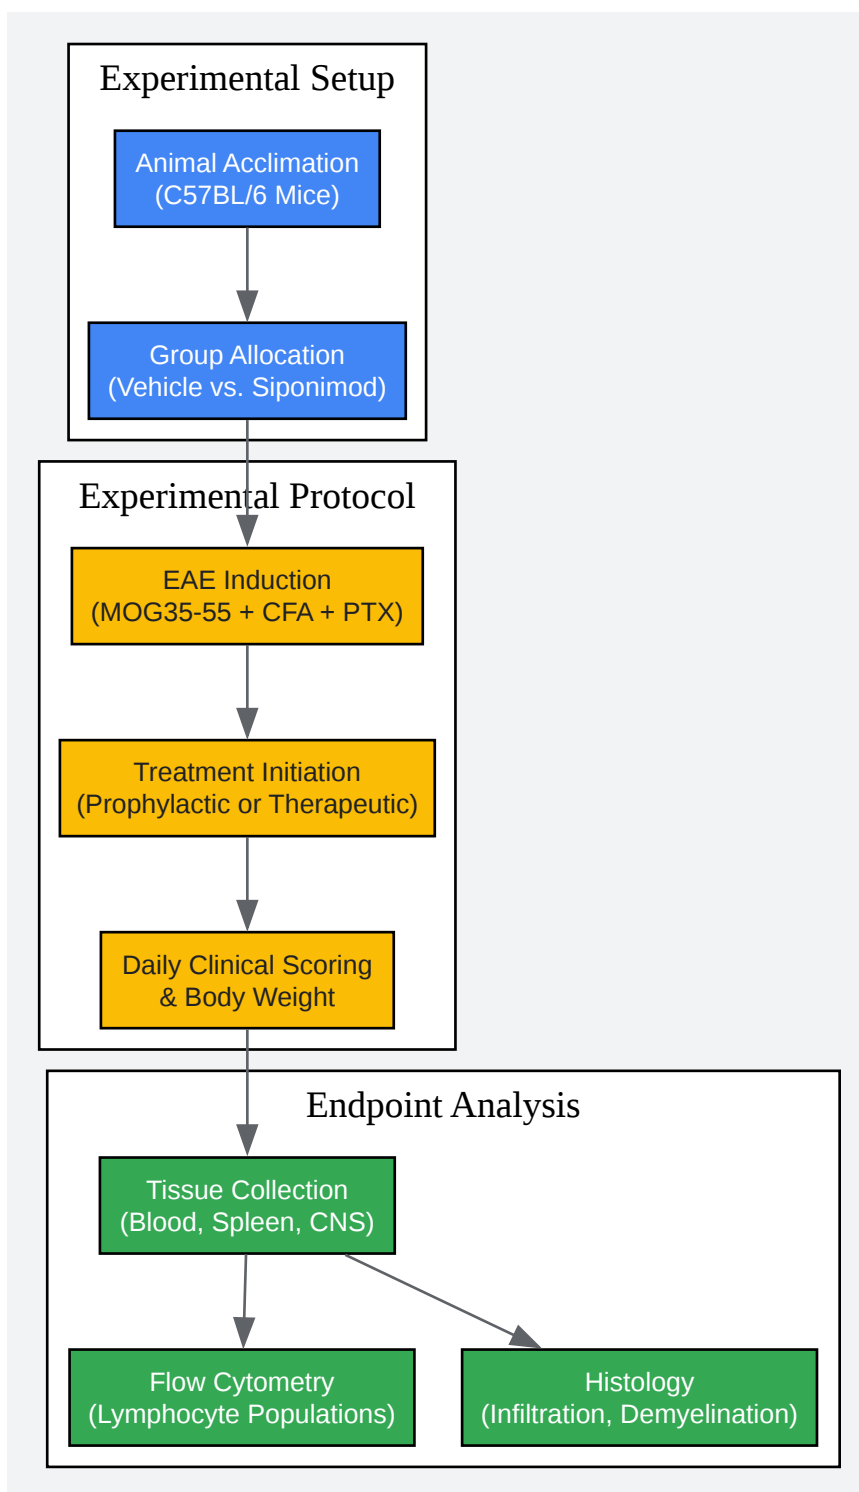 Experimental Setup
Animal Acclimation
(C57BL/6 Mice)
Group Allocation
(Vehicle vs. Siponimod)
Experimental Protocol
EAE Induction
(MOG35-55 + CFA + PTX)
Treatment Initiation
(Prophylactic or Therapeutic)
Daily Clinical Scoring
& Body Weight
Endpoint Analysis
Tissue Collection
(Blood, Spleen, CNS)
Flow Cytometry
(Lymphocyte Populations)
Histology
(Infiltration, Demyelination)